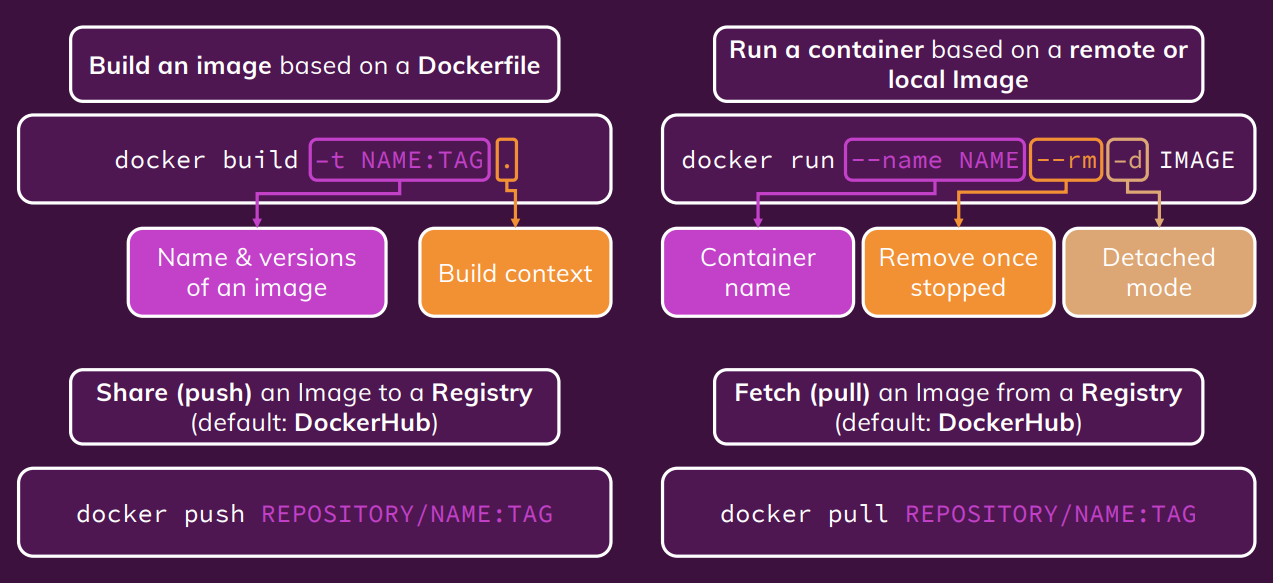 Build an image based on a Dockerfile
docker build -t NAME:TAG .
Name & versions
of an image
Build context
Run a container based on a remote or
local Image
docker run --name NAME --rm -d IMAGE
Container
name
Remove once
stopped
Detached
mode
Share (push) an Image to a Registry
(default: DockerHub)
docker push REPOSITORY/NAME:TAG
Fetch (pull) an Image from a Registry
(default: DockerHub)
docker pull REPOSITORY/NAME:TAG